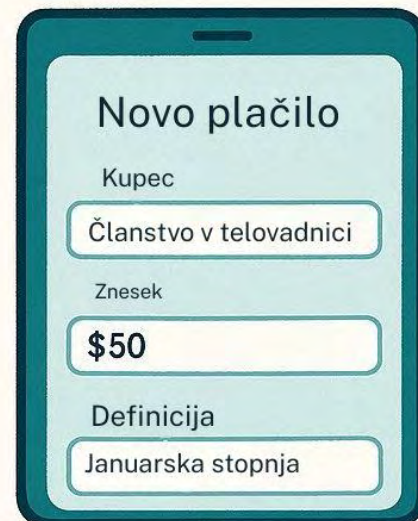 Novo plačilo
Kupec
Članstvo v telovadnici
Znesek
$50
Definicija
Januarska stopnja